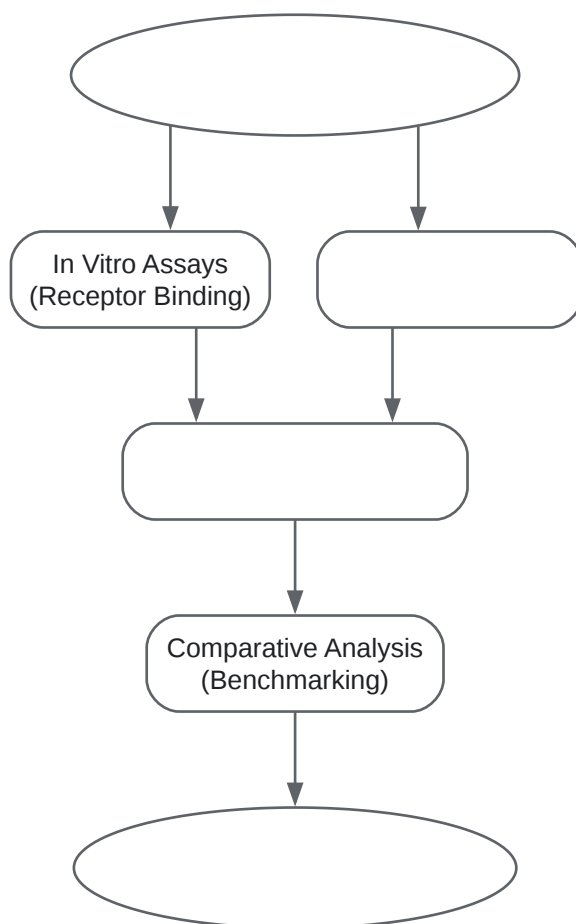 In Vitro Assays
(Receptor Binding)
Comparative Analysis
(Benchmarking)